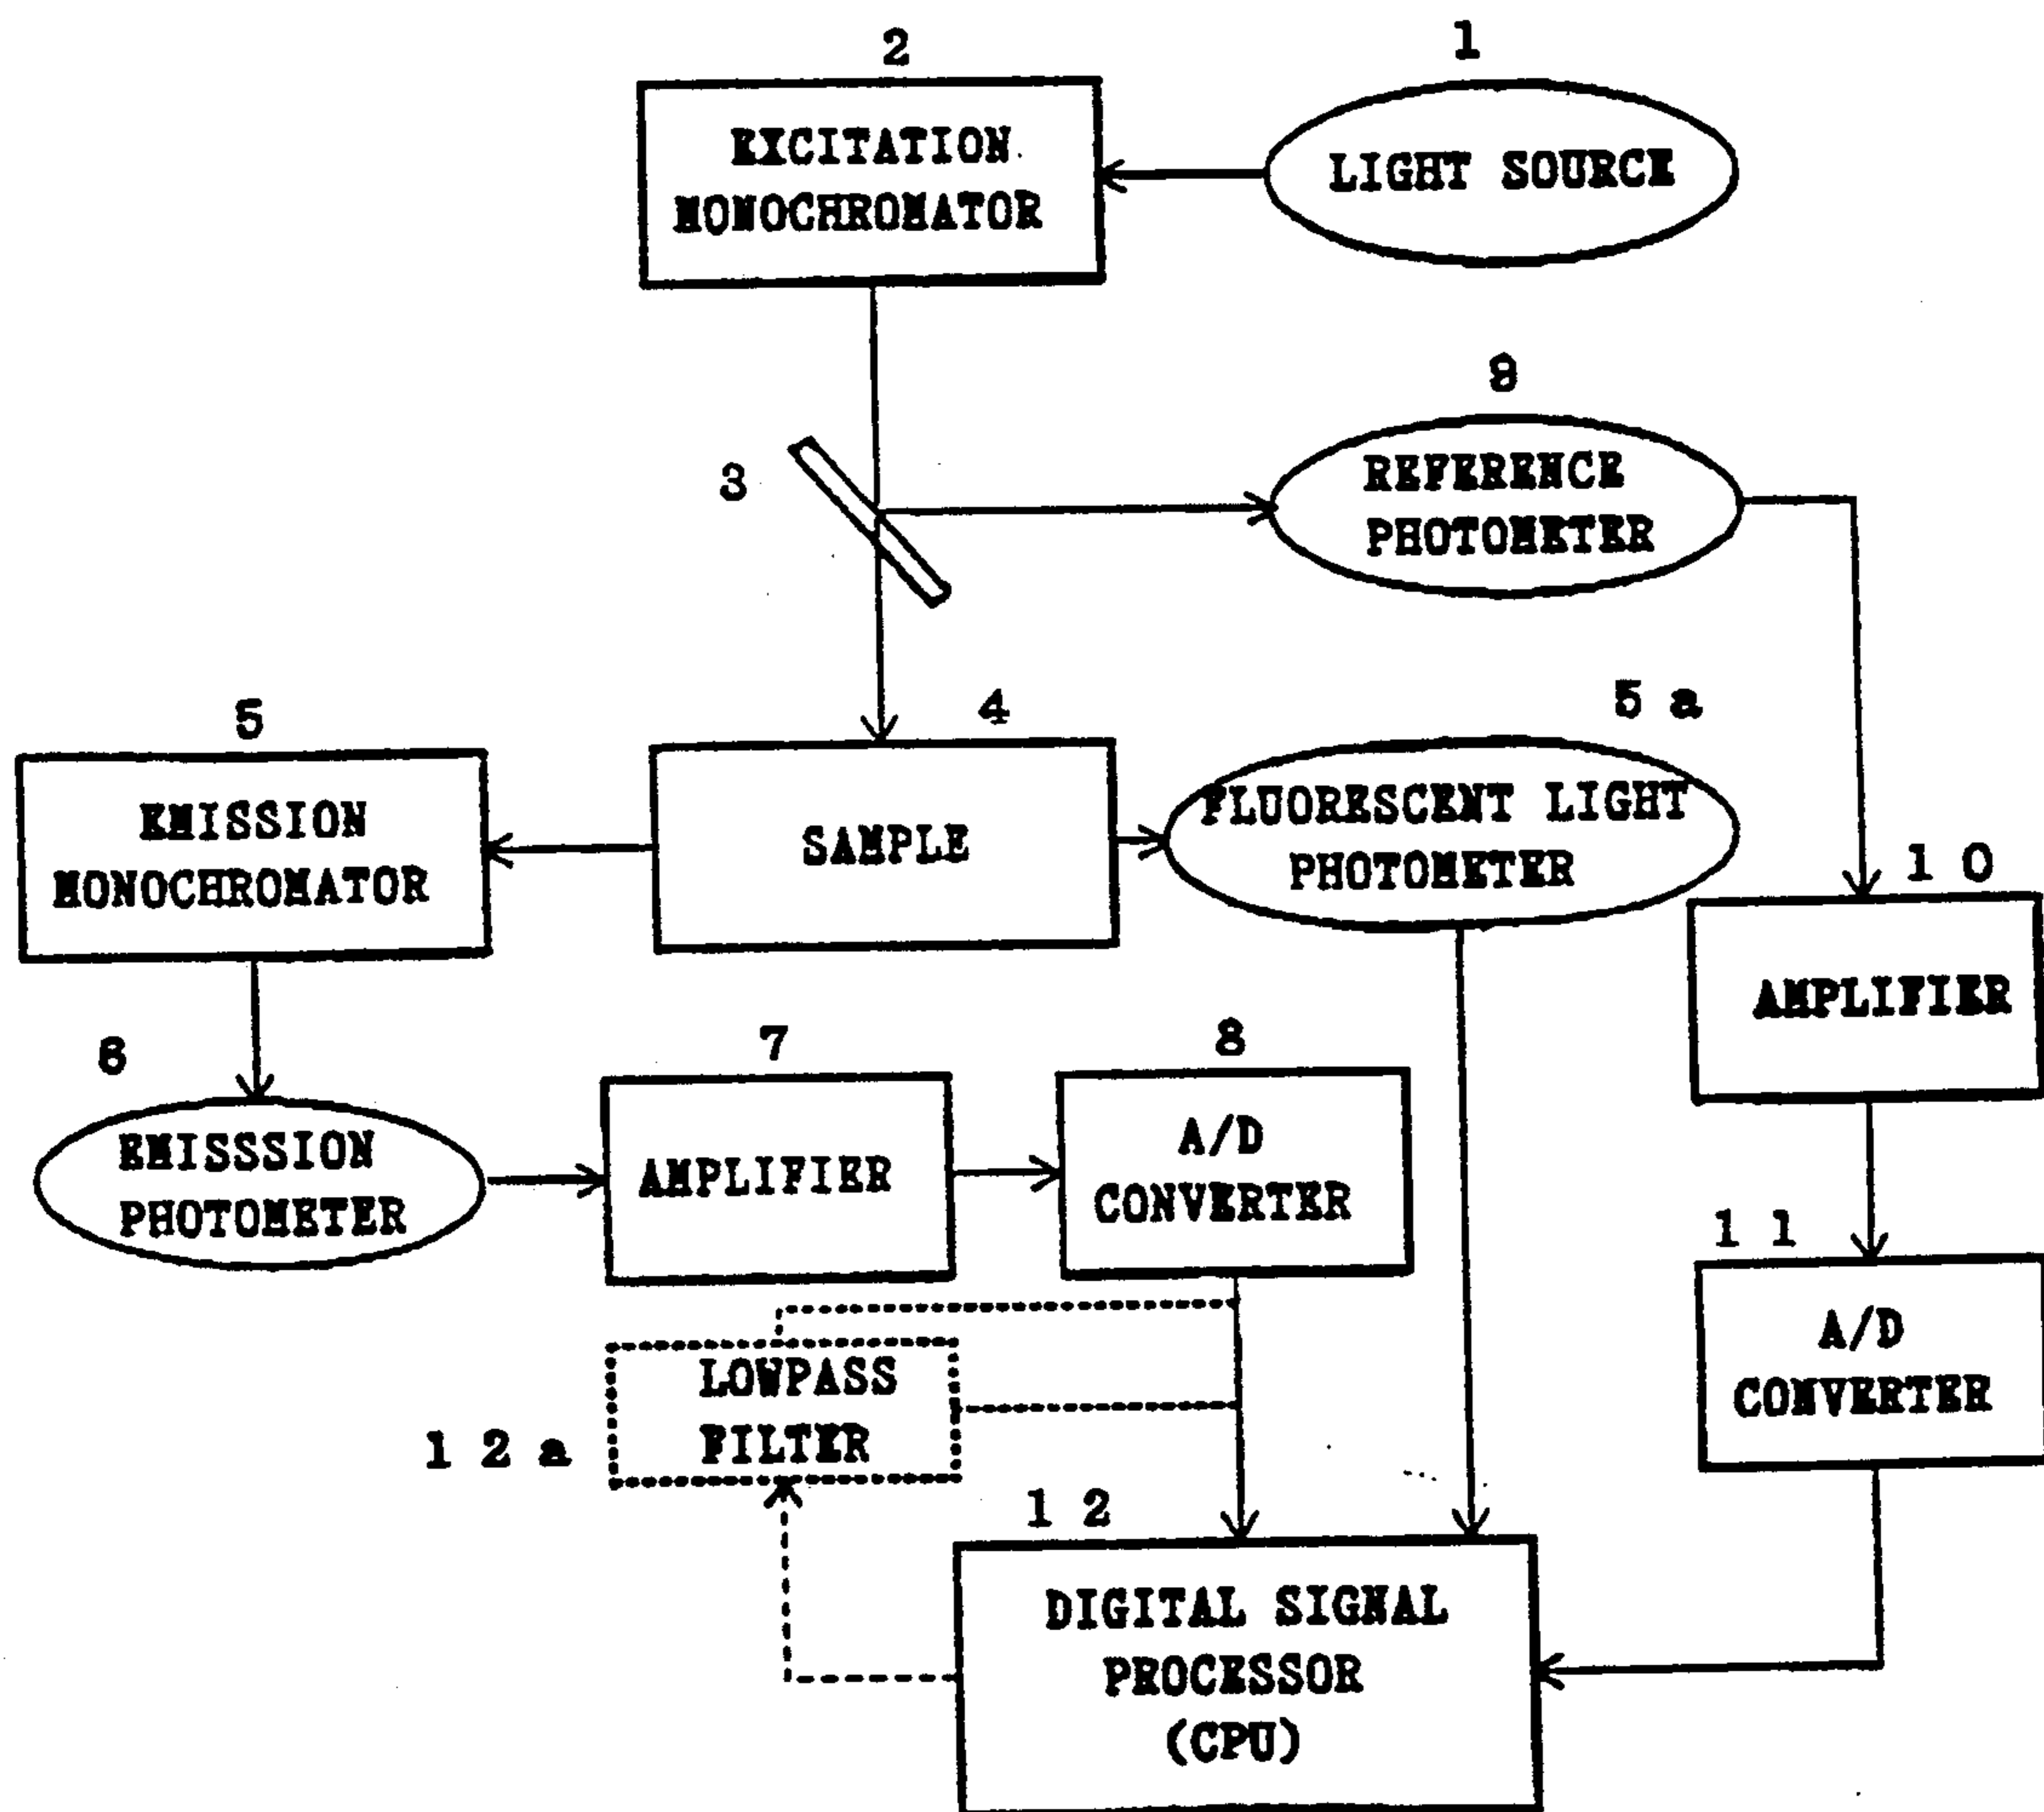 2
1
EXCITATION
MONOCHROMATOR
LIGHT SOURCE
9
3
REFERENCE
PHOTOMETER
5
4
5 a
EMISSION
MONOCHROMATOR
SAMPLE
FLUORESCENT LIGHT
PHOTOMETER
1 0
AMPLIFIER
6
7
8
EMISSSION
PHOTOMETER
AMPLIFIER
A/D
CONVERTER
1 1
A/D
CONVERTER
LOWPASS
FILTER
1 2 a
1 2
DIGITAL SIGNAL
PROCESSOR
(CPU)